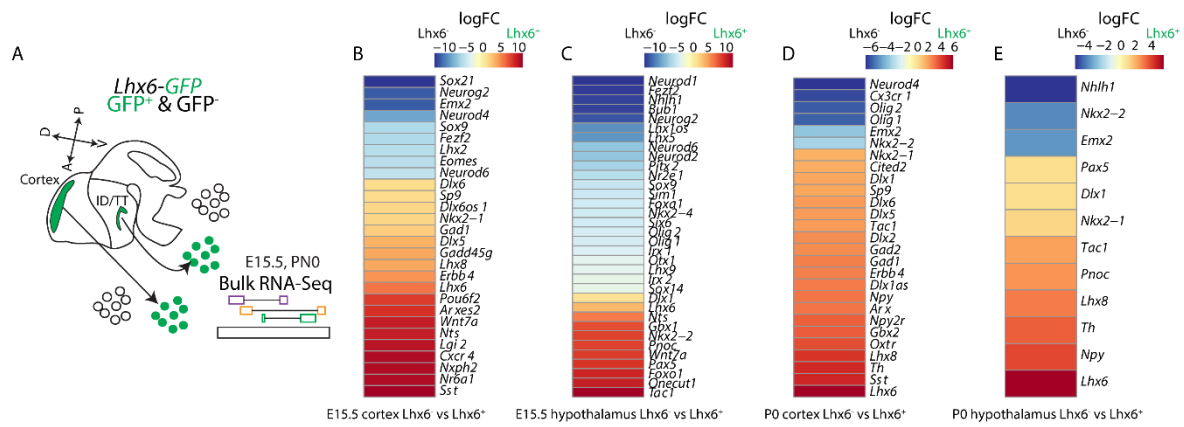 A
Lhx6-GFP
GFP+ & GFP-
P
D
V
A
Cortex
ID/TT
E15.5, PN0
Bulk RNA-Seq
B
logFC
Lhx6-
Lhx6+
−10 −5 0 5 10
Sox21
Neurog2
Emx2
Neurod4
Sox9
Fezf2
Lhx2
Eomes
Neurod6
Dlx6
Sp9
Dlx6os1
Nkx2−1
Gad1
Dlx5
Gadd45g
Lhx8
Erbb4
Lhx6
Pou6f2
Arxes2
Wnt7a
Nts
Lgi2
Cxcr4
Nxph2
Nr6a1
Sst
E15.5 cortex Lhx6- vs Lhx6+
C
logFC
Lhx6-
Lhx6+
−10 −5 0 5 10
Neurod1
Fezf2
Nhlh1
Bub1
Neurog2
Lhx1os
Lhx5
Neurod6
Neurod2
Pitx2
Nr2e1
Sox9
Sim1
Foxa1
Nkx2−4
Six6
Olig2
Olig1
Irx1
Otx1
Lhx9
Irx2
Sox14
Dlx1
Lhx6
Nts
Gbx1
Nkx2−2
Pnoc
Wnt7a
Pax5
Foxo1
Onecut1
Tac1
E15.5 hypothalamus Lhx6- vs Lhx6+
D
logFC
Lhx6-
Lhx6+
−6 −4 −2 0 2 4 6
Neurod4
Cx3cr1
Olig2
Olig1
Emx2
Nkx2−2
Nkx2−1
Cited2
Dlx1
Sp9
Dlx6
Dlx5
Tac1
Dlx2
Gad2
Gad1
Erbb4
Dlx1as
Npy
Arx
Npy2r
Gbx2
Oxtr
Lhx8
Th
Sst
Lhx6
P0 cortex Lhx6- vs Lhx6+
E
logFC
Lhx6-
Lhx6+
−4 −2 0 2 4
Nhlh1
Nkx2−2
Emx2
Pax5
Dlx1
Nkx2−1
Tac1
Pnoc
Lhx8
Th
Npy
Lhx6
P0 hypothalamus Lhx6- vs Lhx6+